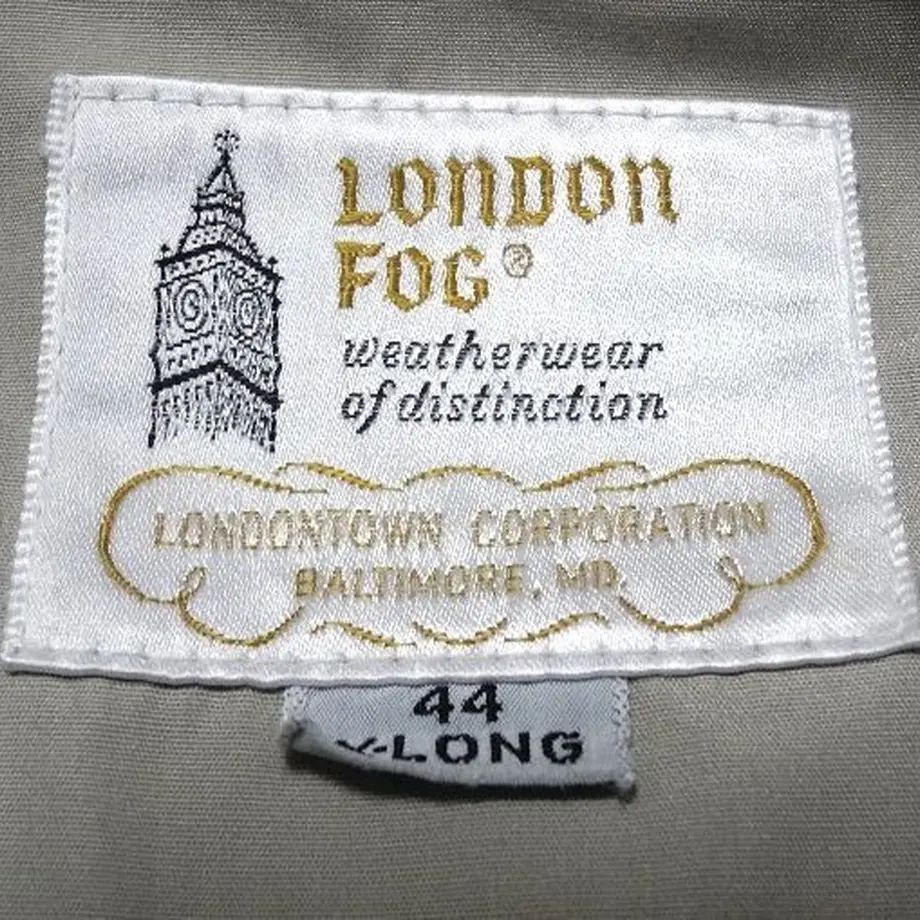 LONDON
FOG®
weatherwear
of distinction
LONDONTOWN CORPORATION
BALTIMORE, MD.
44
-LONG